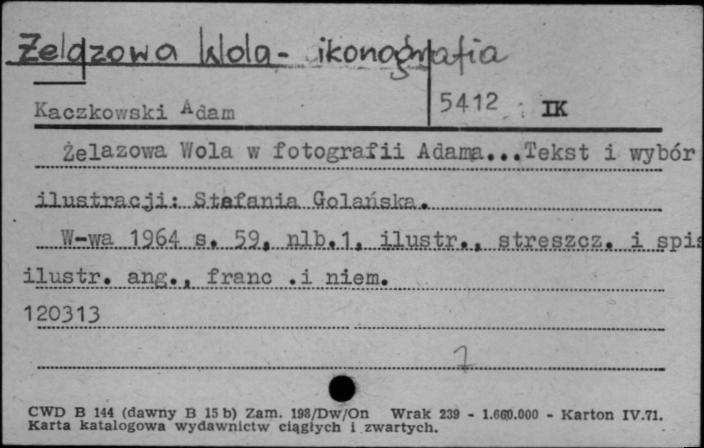 Żelazowa Wola - ikonografia
Kaczkowski Adam
5412 IK
Żelazowa Wola w fotografii Adama...Tekst i wybór
ilustracji: Stefania Golańska.
W-wa 1964 s. 59, nlb.1, ilustr., streszcz. i spis
ilustr. ang., franc .i niem.
120313
7
CWD B 144 (dawny B 15 b) Zam. 198/Dw/On Wrak 239 - 1.660.000 - Karton IV.71.
Karta katalogowa wydawnictw ciągłych i zwartych.